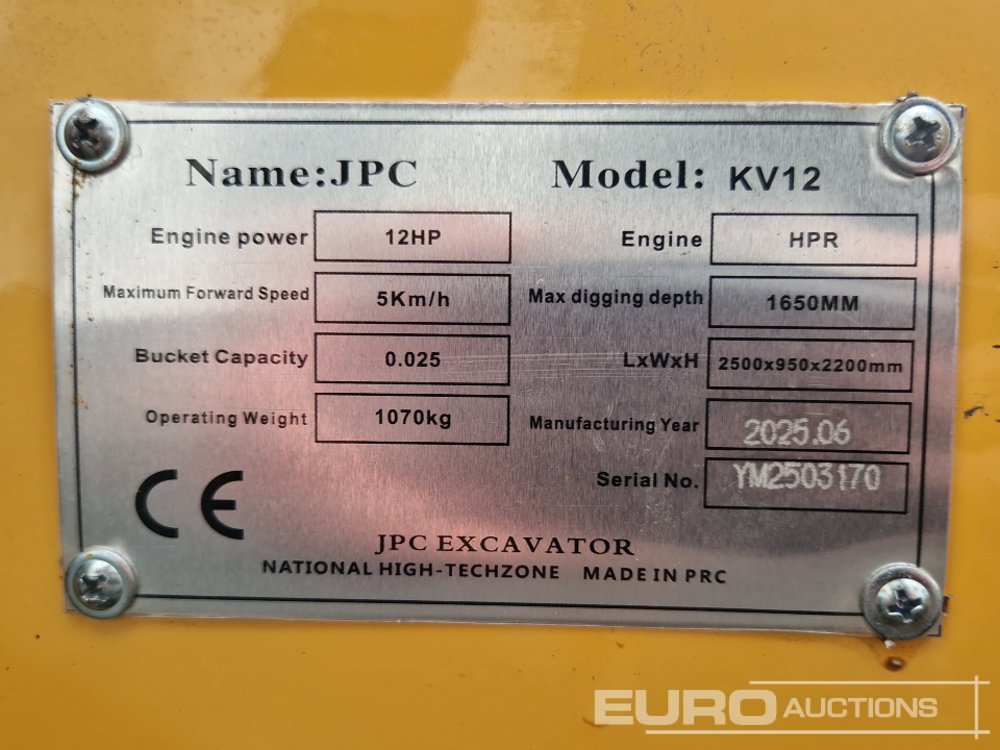 Name:JPC Model: KV12
Engine power 12HP Engine HPR
Maximum Forward Speed 5Km/h Max digging depth 1650MM
Bucket Capacity 0.025 LxWxH 2500x950x2200mm
Operating Weight 1070kg Manufacturing Year 2025.06
Serial No. YM2503170
CE
JPC EXCAVATOR
NATIONAL HIGH-TECHZONE MADE IN PRC
EURO AUCTIONS